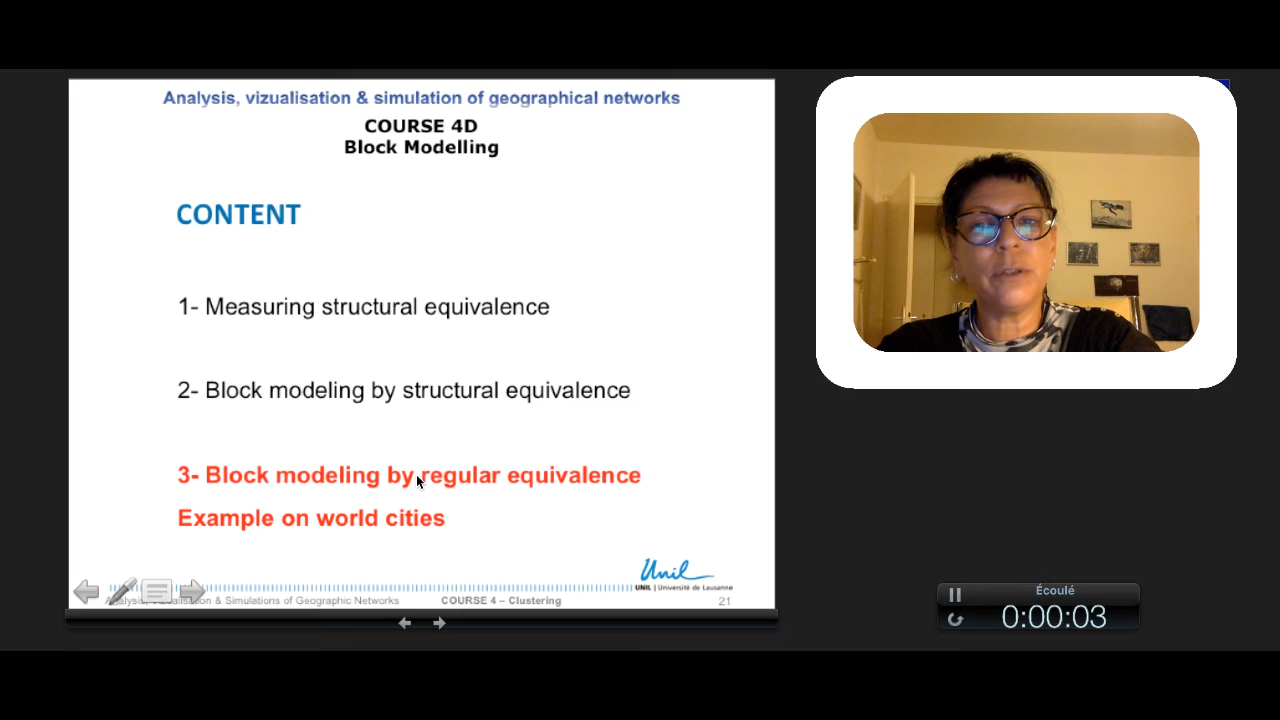 Analysis, vizualisation & simulation of geographical networks
COURSE 4D
Block Modelling
CONTENT
1- Measuring structural equivalence
2- Block modeling by structural equivalence
3- Block modeling by regular equivalence
Example on world cities
Unil
UNIL | Université de Lausanne
& Simulations of Geographic Networks
COURSE 4 – Clustering
21
Écoulé
0:00:03